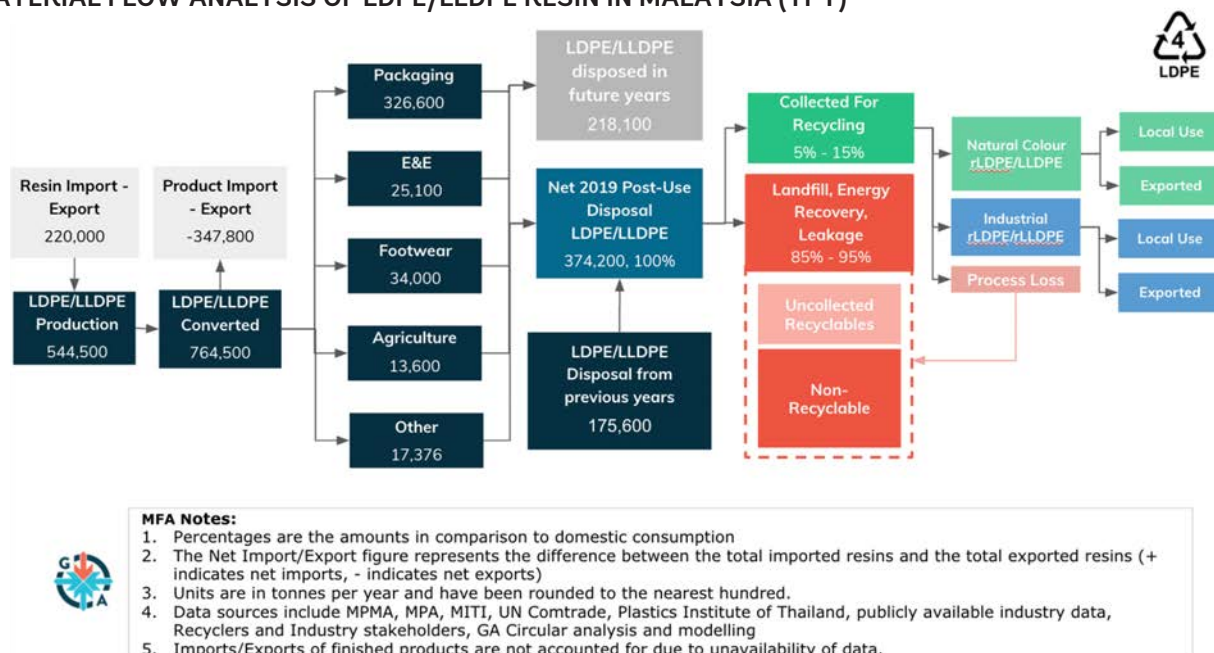 MATERIAL FLOW ANALYSIS OF LDPE/LLDPE RESIN IN MALAYSIA (TPY)
4
LDPE
Resin Import -
Export
220,000
Product Import
- Export
-347,800
LDPE/LLDPE
Production
544,500
LDPE/LLDPE
Converted
764,500
Packaging
326,600
E&E
25,100
Footwear
34,000
Agriculture
13,600
Other
17,376
LDPE/LLDPE
disposed in
future years
218,100
Net 2019 Post-Use
Disposal
LDPE/LLDPE
374,200, 100%
LDPE/LLDPE
Disposal from
previous years
175,600
Collected For
Recycling
5% - 15%
Landfill, Energy
Recovery,
Leakage
85% - 95%
Uncollected
Recyclables
Non-
Recyclable
Natural Colour
rLDPE/LLDPE
Industrial
rLDPE/rLLDPE
Process Loss
Local Use
Exported
Local Use
Exported
G
A
MFA Notes:
1. Percentages are the amounts in comparison to domestic consumption
2. The Net Import/Export figure represents the difference between the total imported resins and the total exported resins (+
indicates net imports, - indicates net exports)
3. Units are in tonnes per year and have been rounded to the nearest hundred.
4. Data sources include MPMA, MPA, MITI, UN Comtrade, Plastics Institute of Thailand, publicly available industry data,
Recyclers and Industry stakeholders, GA Circular analysis and modelling
5. Imports/Exports of finished products are not accounted for due to unavailability of data.